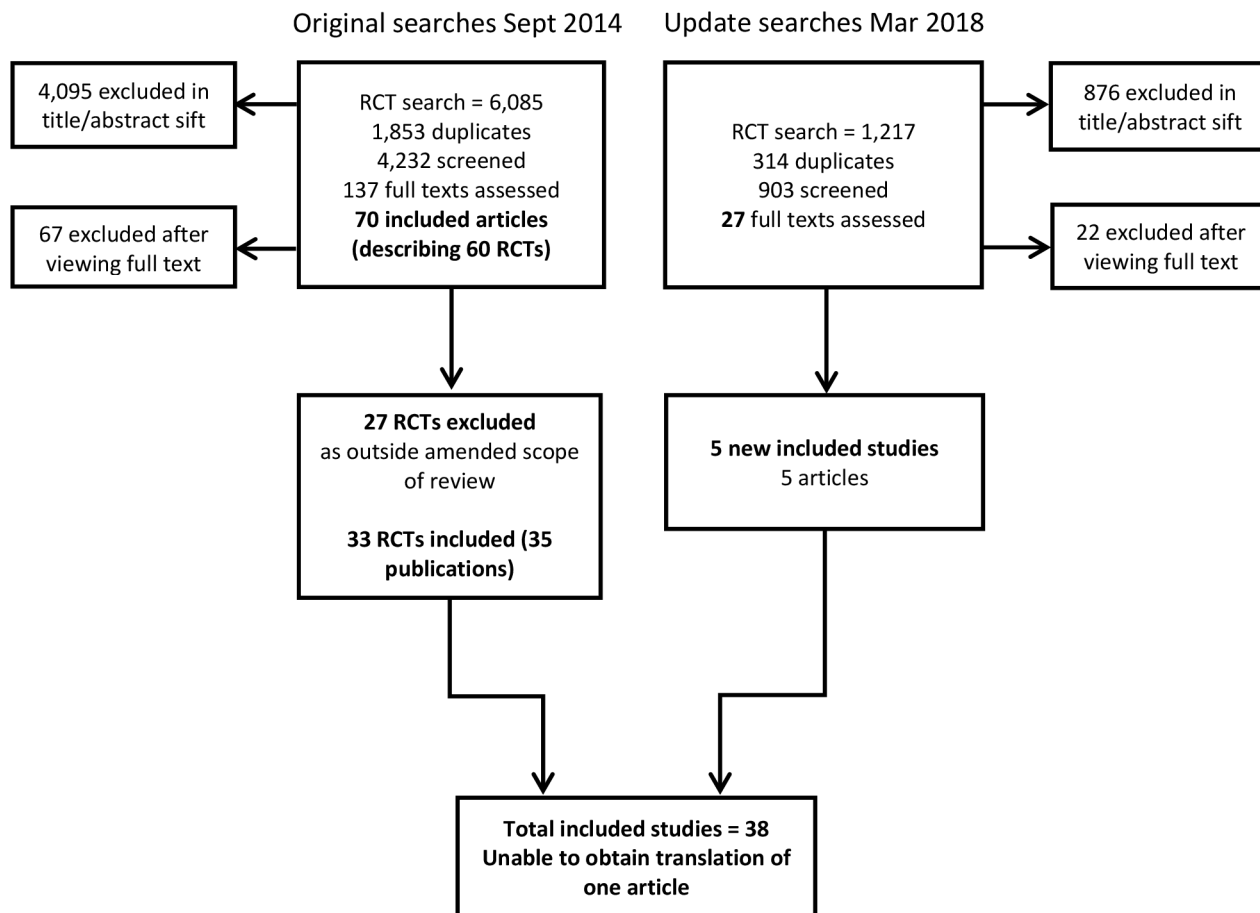 Original searches Sept 2014
Update searches Mar 2018
4,095 excluded in
title/abstract sift
RCT search = 6,085
1,853 duplicates
4,232 screened
137 full texts assessed
70 included articles
(describing 60 RCTs)
67 excluded after
viewing full text
RCT search = 1,217
314 duplicates
903 screened
27 full texts assessed
876 excluded in
title/abstract sift
22 excluded after
viewing full text
27 RCTs excluded
as outside amended scope
of review
33 RCTs included (35
publications)
5 new included studies
5 articles
Total included studies = 38
Unable to obtain translation of
one article